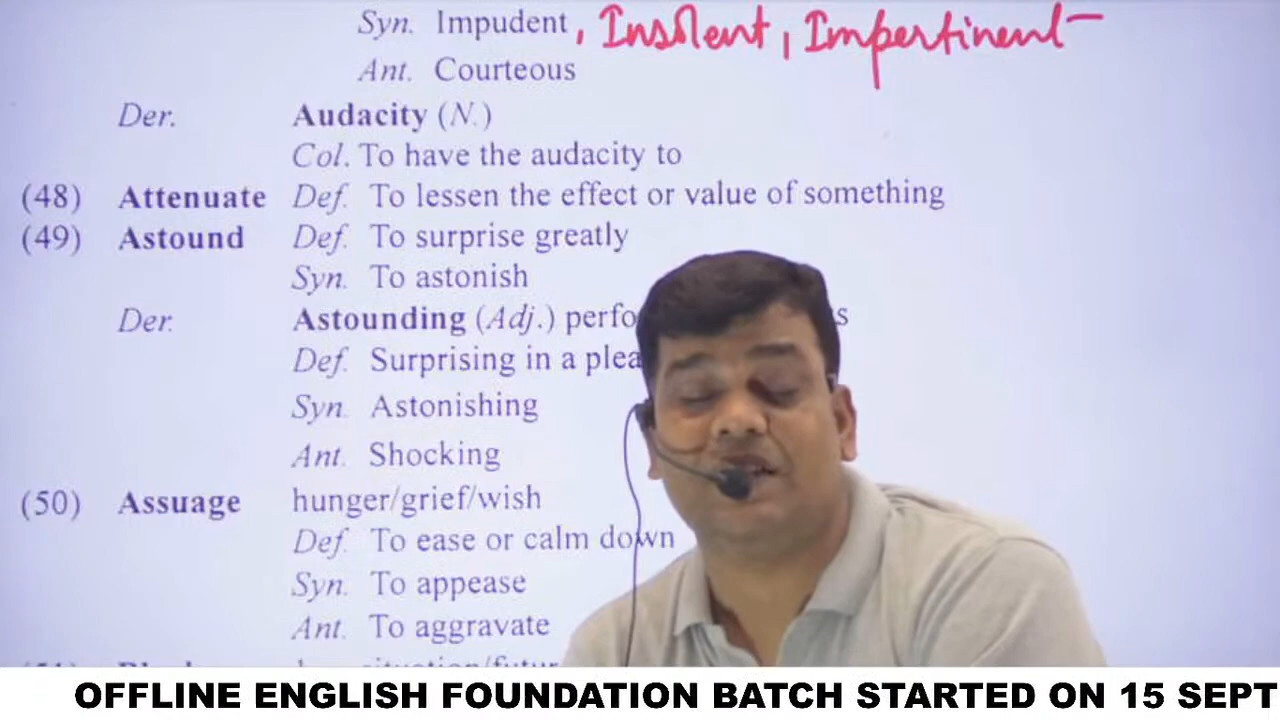 Syn. Impudent, Insolent, Impertinent –
Ant. Courteous
Der. Audacity (N.)
Col. To have the audacity to
(48) Attenuate Def. To lessen the effect or value of something
(49) Astound Def. To surprise greatly
Syn. To astonish
Der. Astounding (Adj.) perfo s
Def. Surprising in a plea
Syn. Astonishing
Ant. Shocking
(50) Assuage hunger/grief/wish
Def. To ease or calm down
Syn. To appease
Ant. To aggravate
OFFLINE ENGLISH FOUNDATION BATCH STARTED ON 15 SEPT